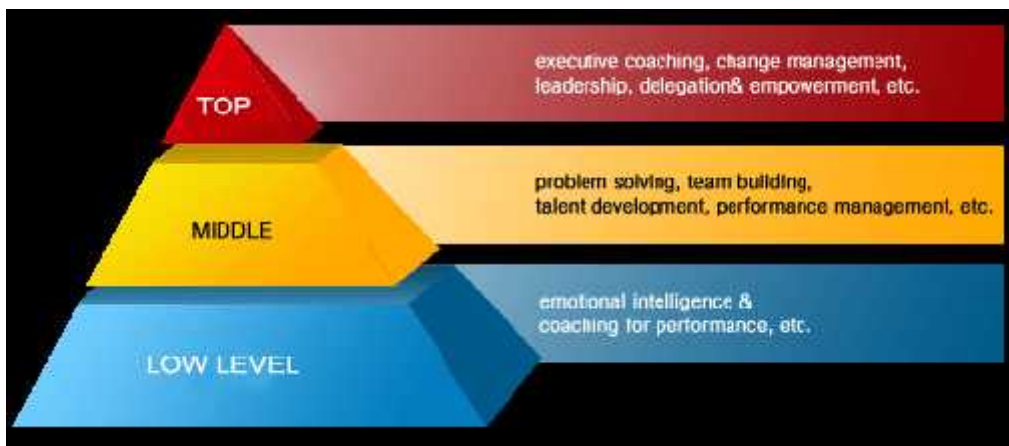 TOP
executive coaching, change management,
leadership, delegation& empowerment, etc.
MIDDLE
problem solving, team building,
talent development, performance management, etc.
LOW LEVEL
emotional intelligence &
coaching for performance, etc.